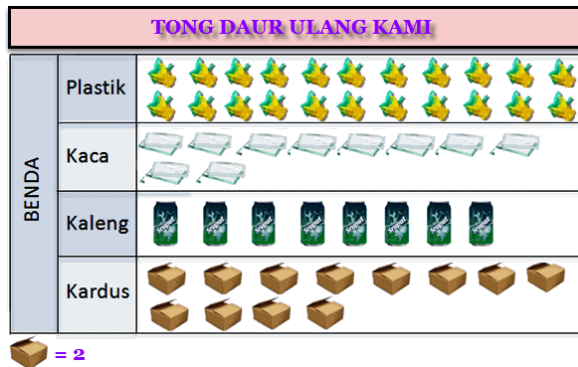 TONG DAUR ULANG KAMI
BENDA
Plastik
Kaca
Kaleng
Kardus
= 2